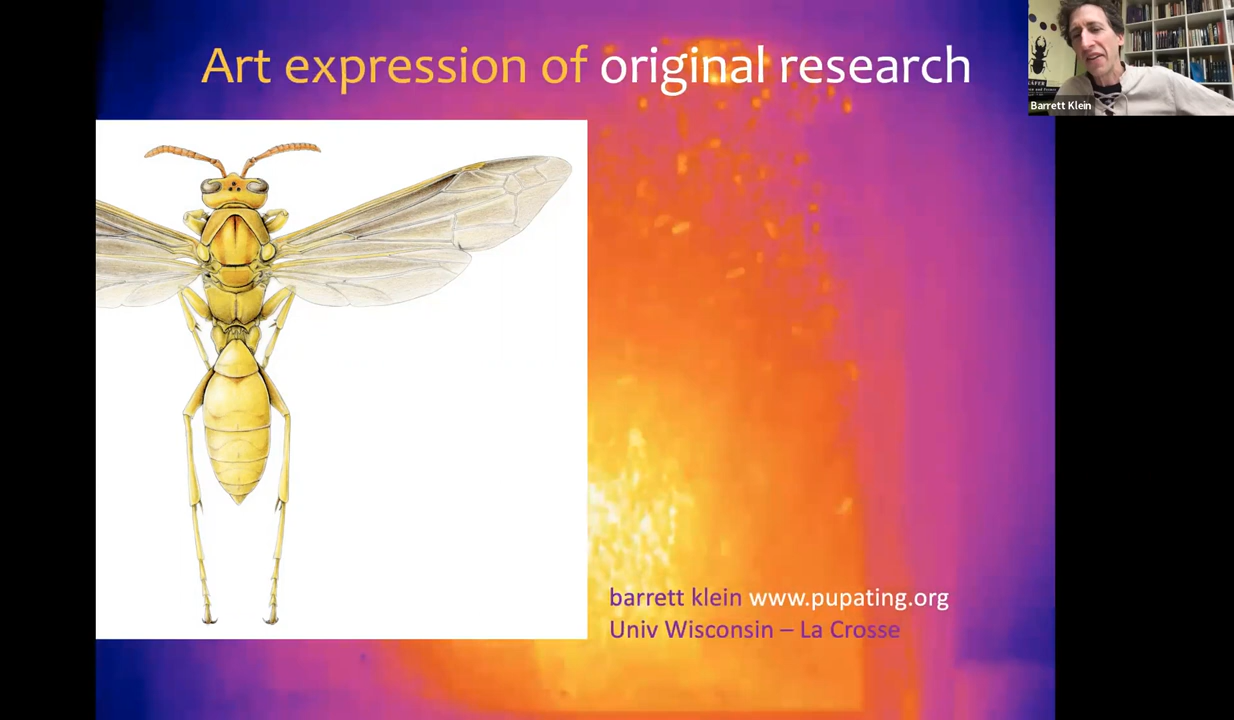 Art expression of original research
Barrett Klein
barrett klein www.pupating.org
Univ Wisconsin – La Crosse